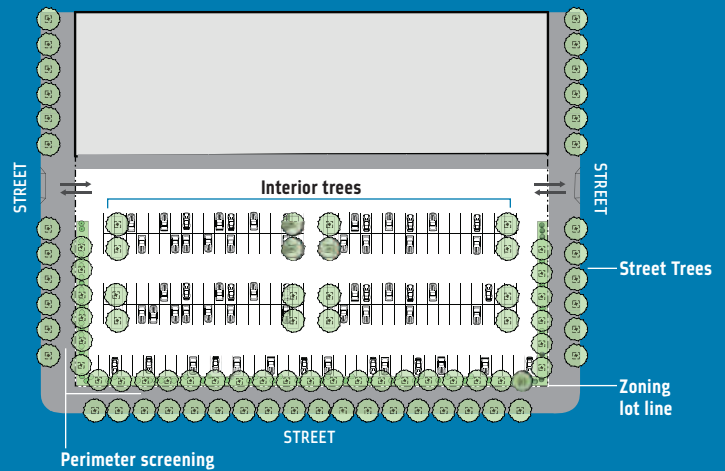 STREET
STREET
Interior trees
Street Trees
Zoning
lot line
STREET
Perimeter screening